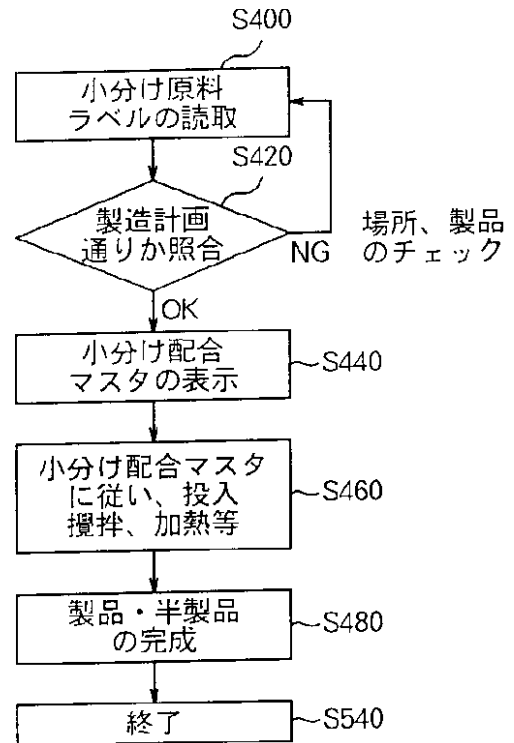 S400
小分け原料
ラベルの読取
S420
製造計画
通りか照合
NG
場所、製品
のチェック
OK
小分け配合
マスタの表示
S440
小分け配合マスタ
に従い、投入
攪拌、加熱等
S460
製品・半製品
の完成
S480
終了
S540